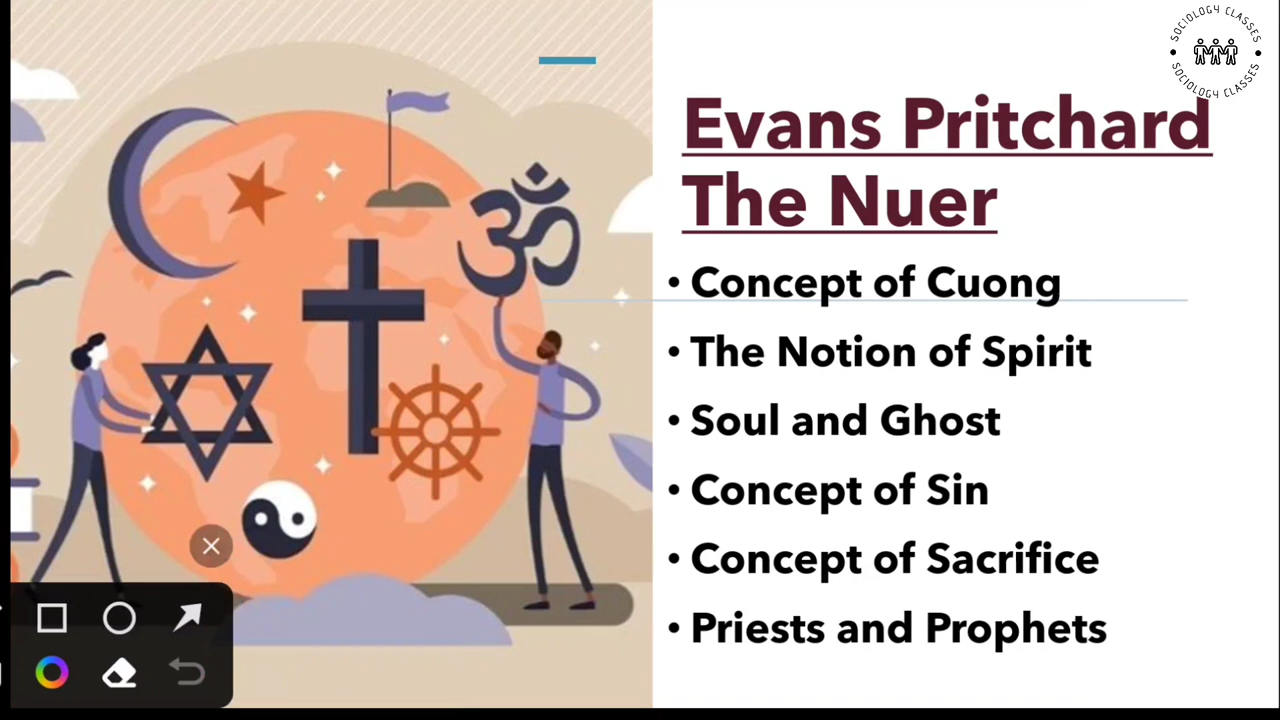 SOCIOLOGY CLASSES
SOCIOLOGY CLASSES
Evans Pritchard
The Nuer
• Concept of Cuong
• The Notion of Spirit
• Soul and Ghost
• Concept of Sin
• Concept of Sacrifice
• Priests and Prophets
ॐ